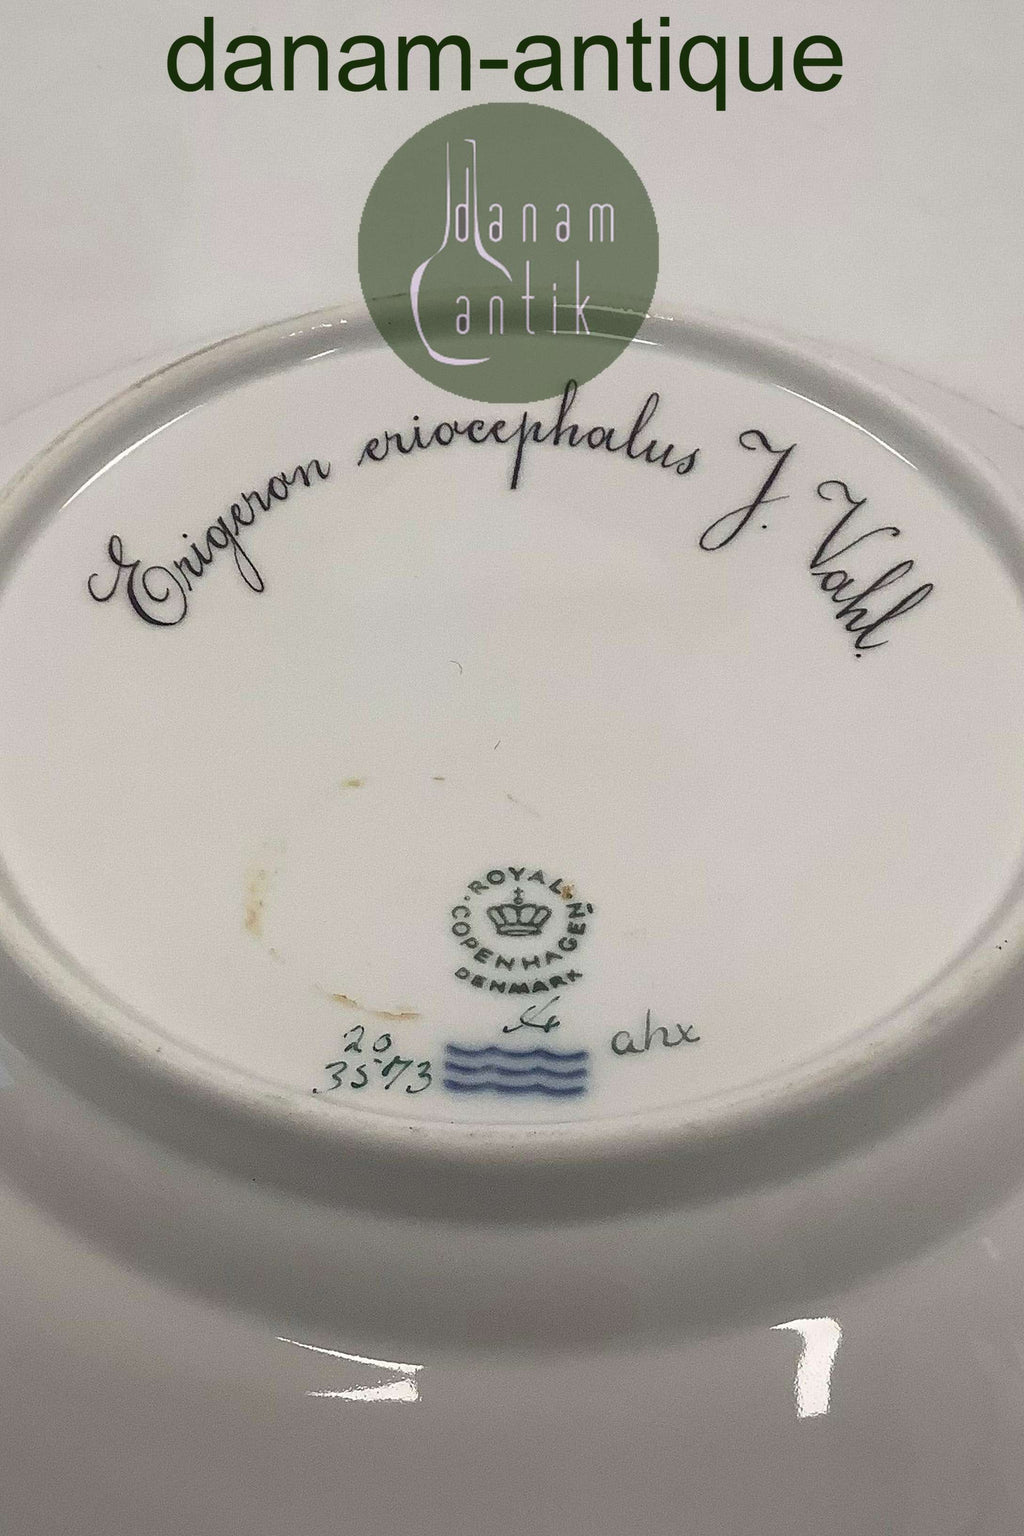 danam-antique
danam
antik
Erigeron eriocephalus J. Vahl.
ROYAL COPENHAGEN
DENMARK
20
3573
ahx